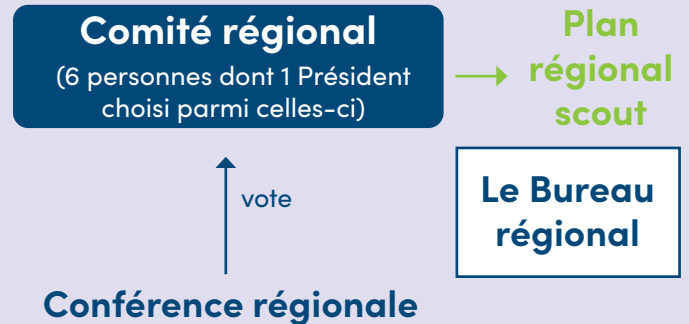 Comité régional
(6 personnes dont 1 Président
choisi parmi celles-ci)
Plan
régional
scout
vote
Le Bureau
régional
Conférence régionale